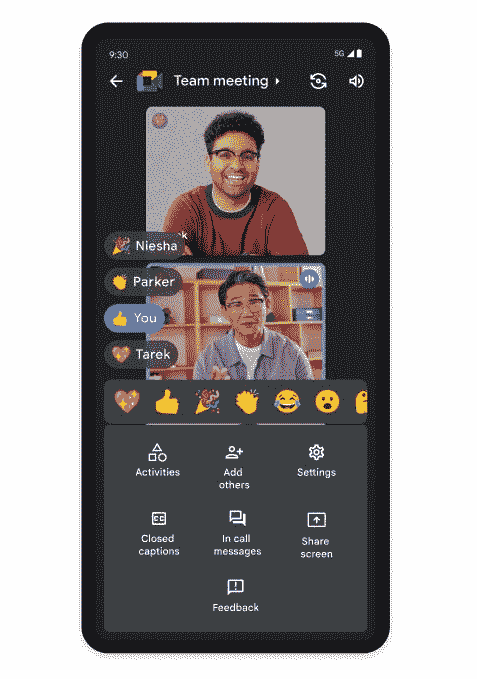 9:30
5G
Team meeting
k
Niesha
Parker
You
Tarek
Activities
Add
others
Settings
CC
Closed
captions
In call
messages
Share
screen
Feedback